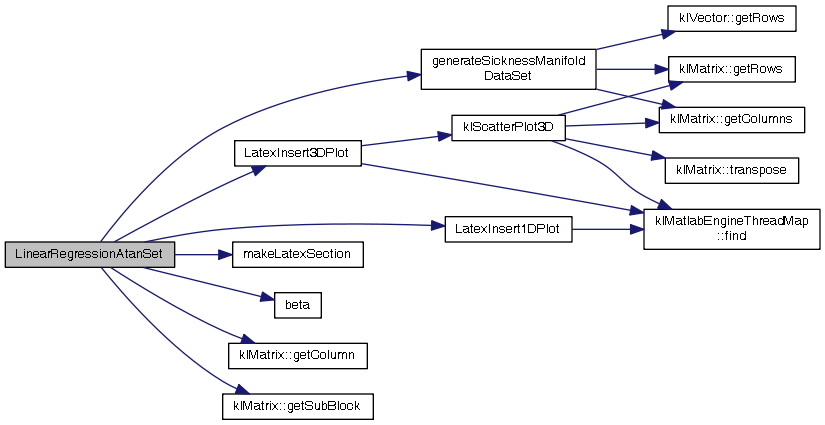 klVector::getRows
generateSicknessManifold
DataSet
klMatrix::getRows
klMatrix::getColumns
klScatterPlot3D
LatexInsert3DPlot
klMatrix::transpose
klMatlabEngineThreadMap
::find
LatexInsert1DPlot
LinearRegressionAtanSet
makeLatexSection
beta
klMatrix::getColumn
klMatrix::getSubBlock